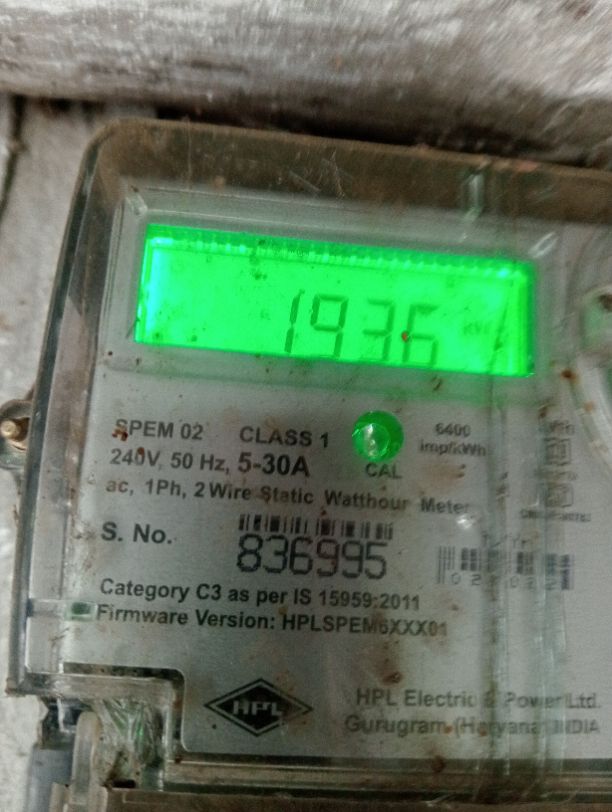 1936
SPEM 02 CLASS 1
6400
imp/kWh
240V, 50 Hz, 5-30A
CAL
ac, 1Ph, 2 Wire Static Watthour Meter
S. No.
836995
Category C3 as per IS 15959:2011
Firmware Version: HPLSPEM6XXX01
HPL
HPL Electric & Power Ltd.
Gurugram (Haryana) INDIA